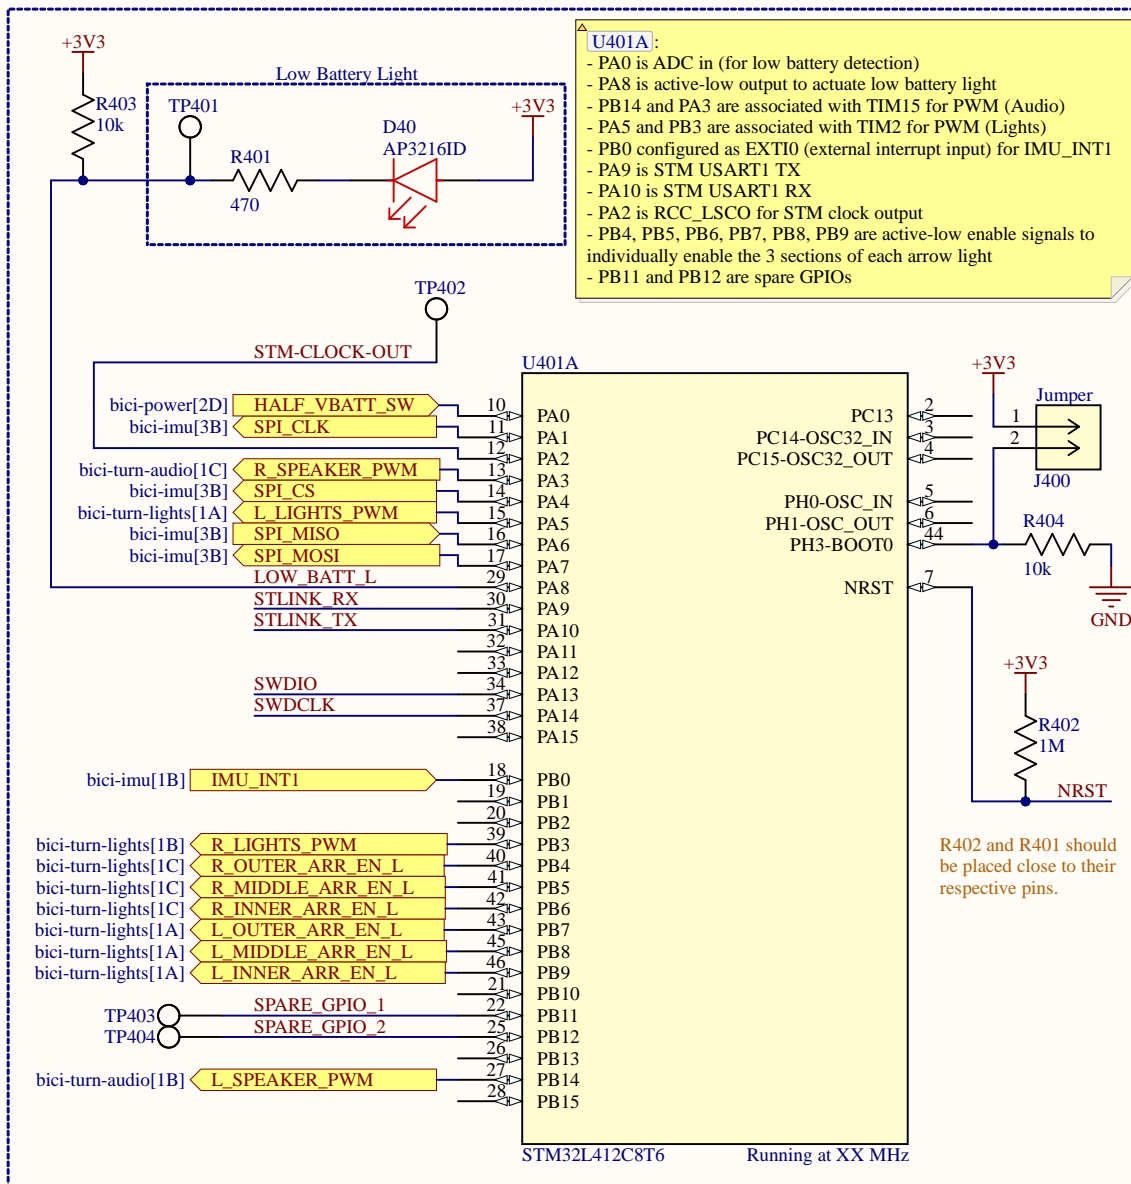 +3V3
R403
10k
Low Battery Light
TP401
R401
470
D40
AP3216ID
+3V3
U401A:
- PA0 is ADC in (for low battery detection)
- PA8 is active-low output to actuate low battery light
- PB14 and PA3 are associated with TIM15 for PWM (Audio)
- PA5 and PB3 are associated with TIM2 for PWM (Lights)
- PB0 configured as EXTI0 (external interrupt input) for IMU_INT1
- PA9 is STM USART1 TX
- PA10 is STM USART1 RX
- PA2 is RCC_LSCO for STM clock output
- PB4, PB5, PB6, PB7, PB8, PB9 are active-low enable signals to
individually enable the 3 sections of each arrow light
- PB11 and PB12 are spare GPIOs
TP402
STM-CLOCK-OUT
U401A
bici-power[2D] HALF_VBATT_SW 10 PA0
bici-imu[3B] SPI_CLK 11 PA1
12 PA2
bici-turn-audio[1C] R_SPEAKER_PWM 13 PA3
bici-imu[3B] SPI_CS 14 PA4
bici-turn-lights[1A] L_LIGHTS_PWM 15 PA5
bici-imu[3B] SPI_MISO 16 PA6
bici-imu[3B] SPI_MOSI 17 PA7
LOW_BATT_L 29 PA8
STLINK_RX 30 PA9
STLINK_TX 31 PA10
32 PA11
33 PA12
SWDIO 34 PA13
SWDCLK 37 PA14
38 PA15
bici-imu[1B] IMU_INT1 18 PB0
19 PB1
20 PB2
bici-turn-lights[1B] R_LIGHTS_PWM 39 PB3
bici-turn-lights[1C] R_OUTER_ARR_EN_L 40 PB4
bici-turn-lights[1C] R_MIDDLE_ARR_EN_L 41 PB5
bici-turn-lights[1C] R_INNER_ARR_EN_L 42 PB6
bici-turn-lights[1A] L_OUTER_ARR_EN_L 43 PB7
bici-turn-lights[1A] L_MIDDLE_ARR_EN_L 45 PB8
bici-turn-lights[1A] L_INNER_ARR_EN_L 46 PB9
21 PB10
TP403 SPARE_GPIO_1 22 PB11
TP404 SPARE_GPIO_2 25 PB12
26 PB13
bici-turn-audio[1B] L_SPEAKER_PWM 27 PB14
28 PB15
PC13 2
PC14-OSC32_IN 3
PC15-OSC32_OUT 4
PH0-OSC_IN 5
PH1-OSC_OUT 6
PH3-BOOT0 44
NRST 7
+3V3
Jumper
1
2
J400
R404
10k
GND
+3V3
R402
1M
NRST
R402 and R401 should
be placed close to their
respective pins.
STM32L412C8T6
Running at XX MHz